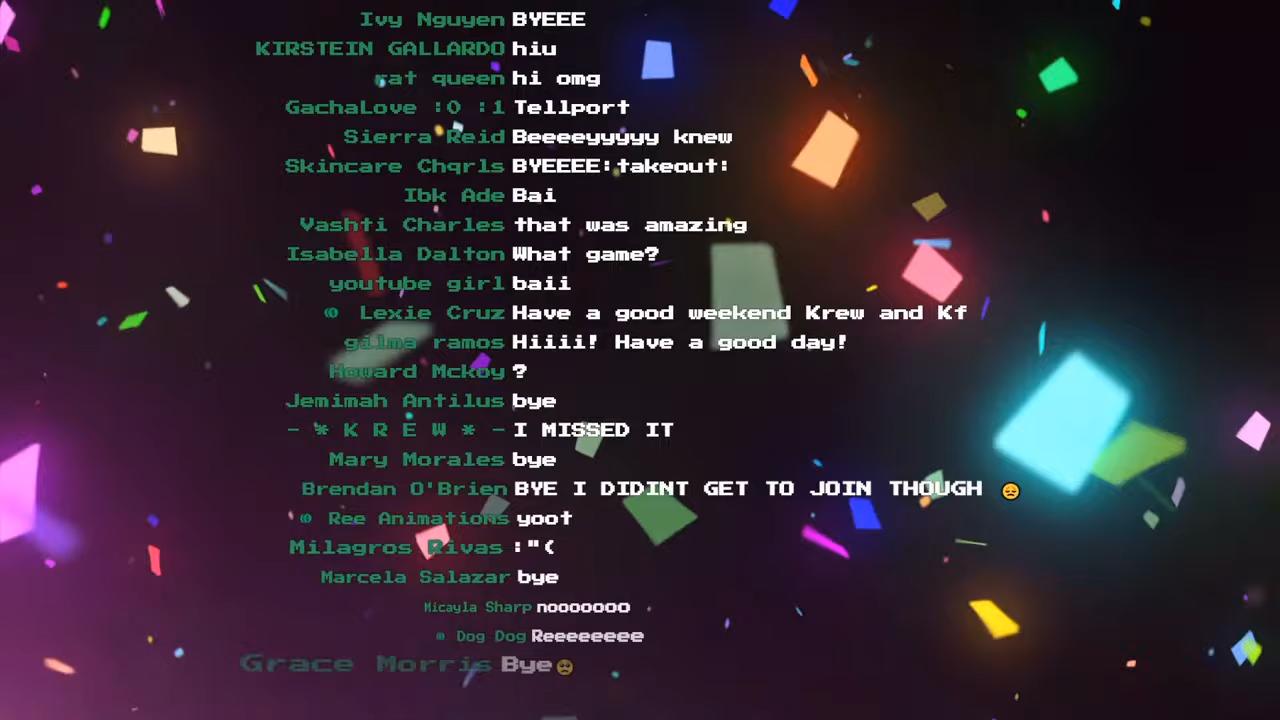 Ivy Nguyen BYEEE
KIRSTEIN GALLARDO hiu
rat queen hi omg
GachaLove :0 :1 Tellport
Sierra Reid Beeeeyyyyy knew
Skincare Chqrls BYEEEE:takeout:
Ibk Ade Bai
Vashti Charles that was amazing
Isabella Dalton What game?
youtube girl baii
Lexie Cruz Have a good weekend Krew and Kf
gilma ramos Hiiii! Have a good day!
Howard Mckoy ?
Jemimah Antilus bye
- * K R E W * - I MISSED IT
Mary Morales bye
Brendan O'Brien BYE I DIDINT GET TO JOIN THOUGH 😔
Ree Animations yoot
Milagros Rivas :"(
Marcela Salazar bye
Micayla Sharp nooooooo
Dog Dog Reeeeeeee
Grace Morris Bye🥺